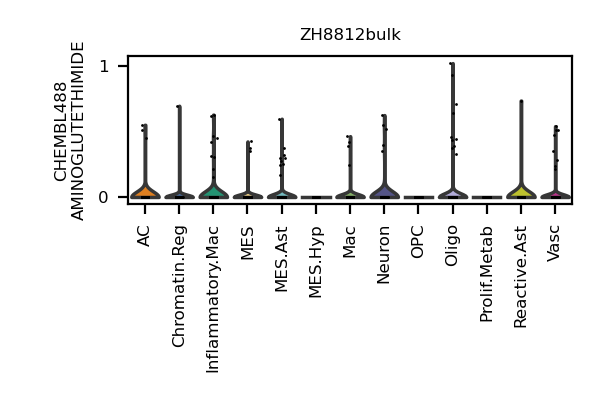 ZH8812bulk
CHEMBL488
AMINOGLUTETHIMIDE
1
0
AC
Chromatin.Reg
Inflammatory.Mac
MES
MES.Ast
MES.Hyp
Mac
Neuron
OPC
Oligo
Prolif.Metab
Reactive.Ast
Vasc